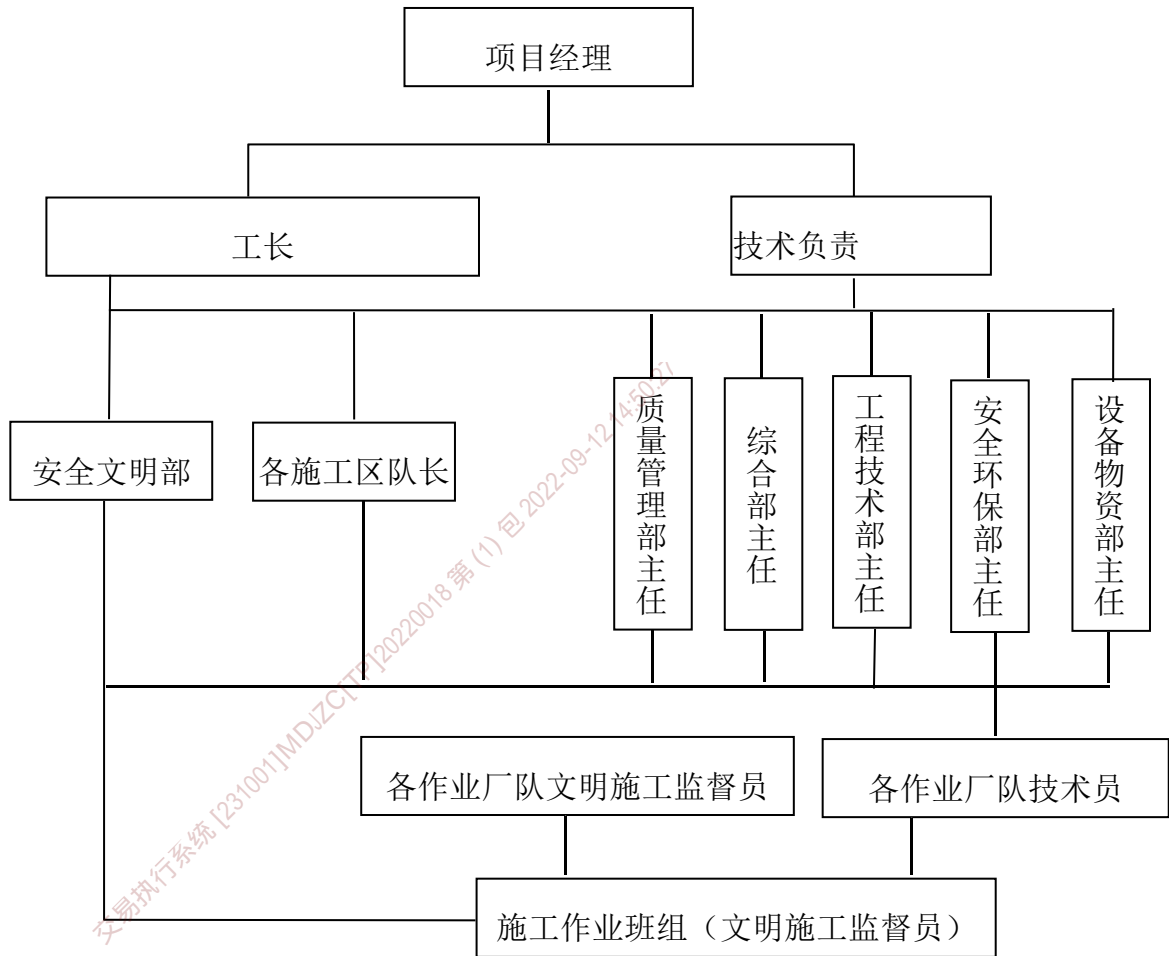 项目经理
工长
技术负责
安全文明部
各施工区队长
质量管理部主任
综合部主任
工程技术部主任
安全环保部主任
设备物资部主任
各作业厂队文明施工监督员
各作业厂队技术员
施工作业班组（文明施工监督员）
交易执行系统 [231001]MDJZC[TP]20220018 第 (1) 包 2022-09-12 14:50:27